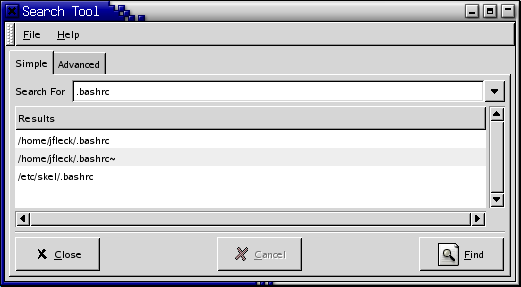 Search Tool
File Help
Simple Advanced
Search For .bashrc
Results
/home/jfleck/.bashrc
/home/jfleck/.bashrc~
/etc/skel/.bashrc
Close Cancel Find